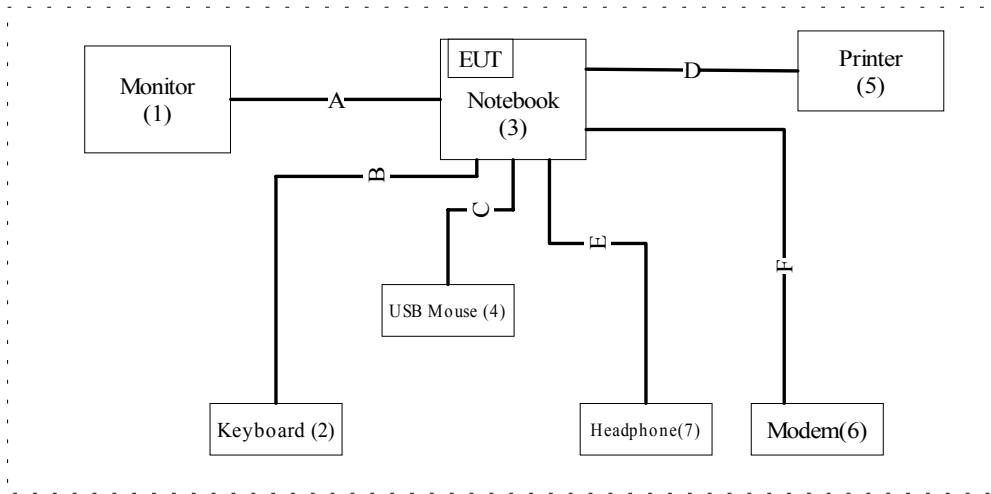 Monitor
(1)
A
EUT
Notebook
(3)
D
Printer
(5)
B
C
E
F
USB Mouse (4)
Keyboard (2)
Headphone(7)
Modem(6)